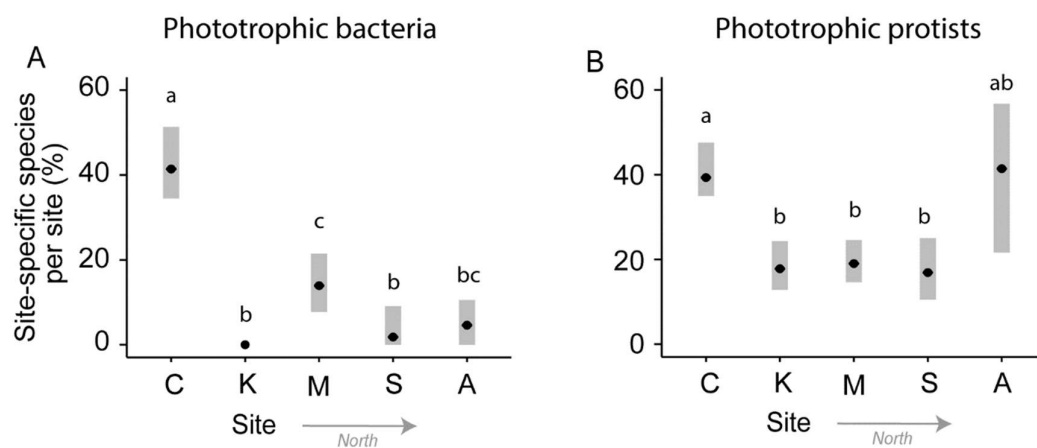 Phototrophic bacteria
A
Site-specific species
per site (%)
60
40
20
0
a
b
c
b
bc
C K M S A
Site
North
Phototrophic protists
B
60
40
20
0
a
b
b
b
ab
C K M S A
Site
North